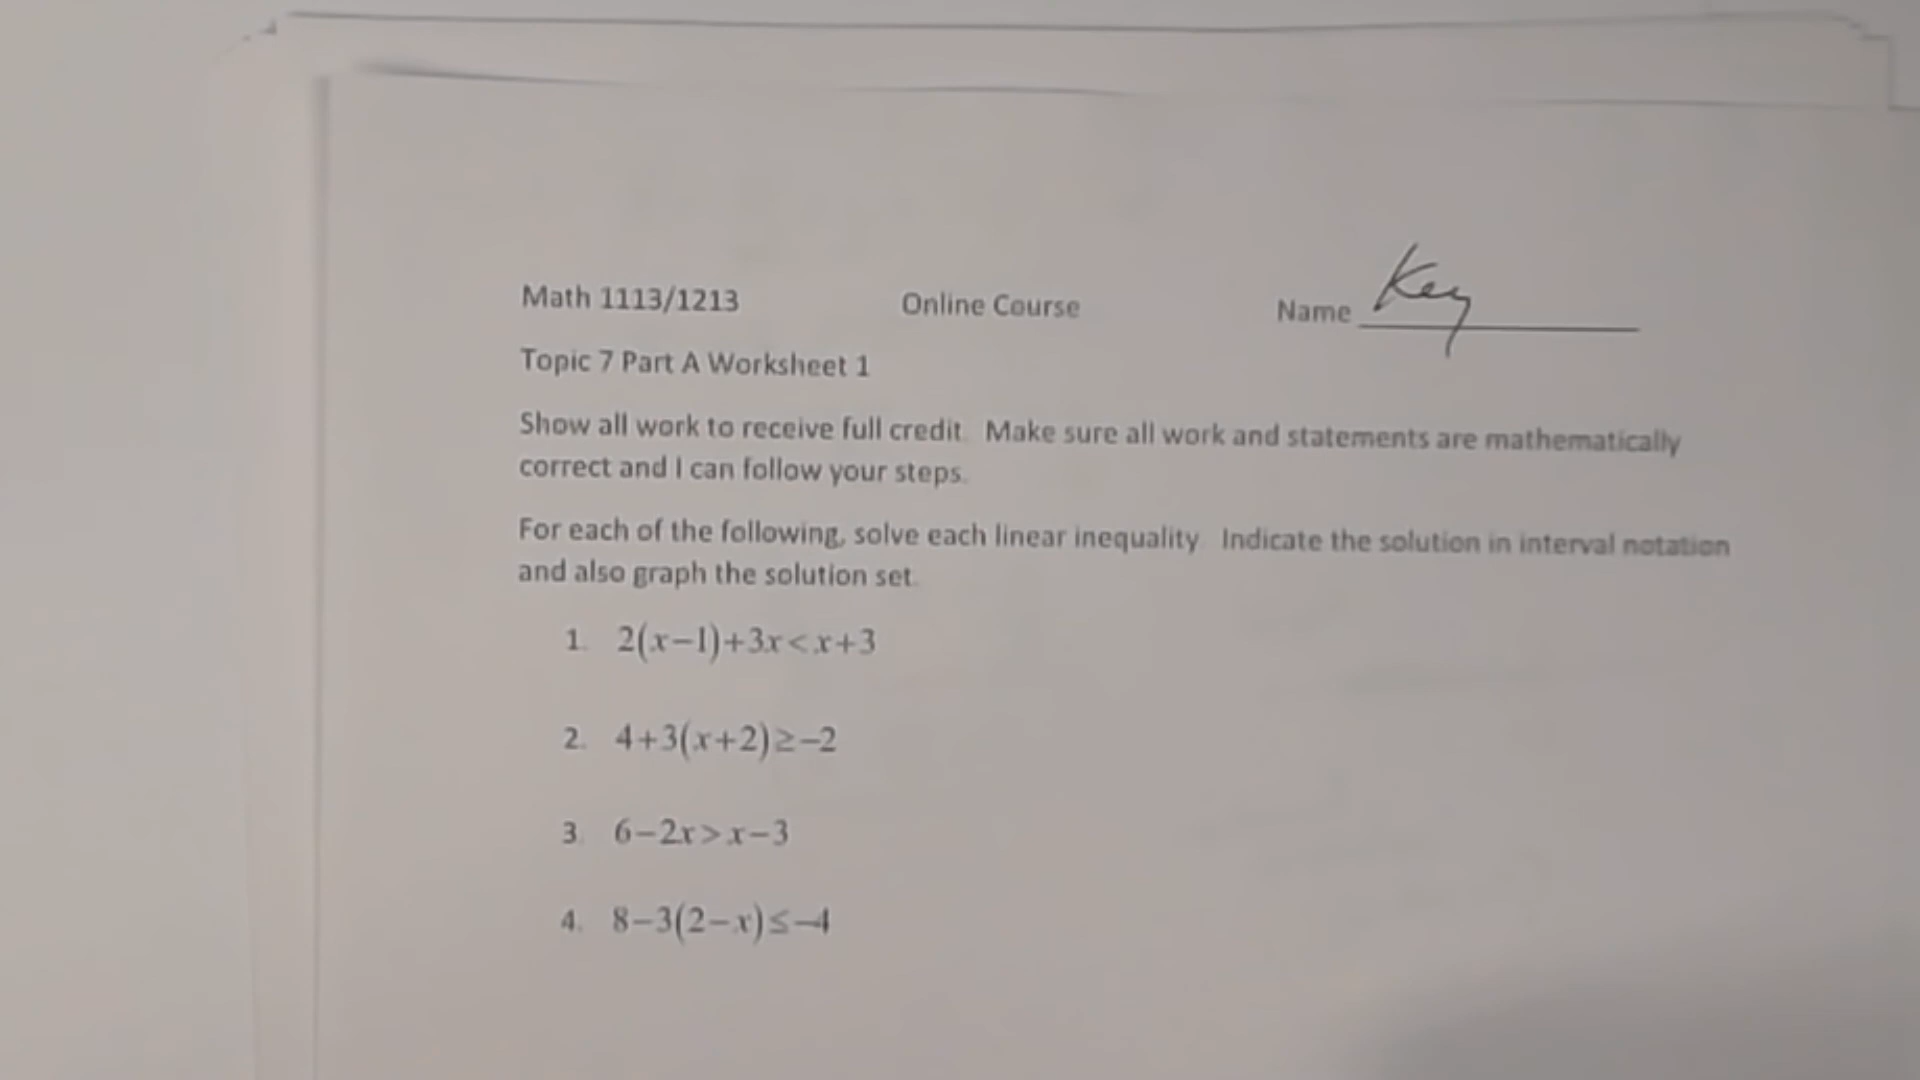 Math 1113/1213 Online Course Name Key
Topic 7 Part A Worksheet 1
Show all work to receive full credit. Make sure all work and statements are mathematically
correct and I can follow your steps.
For each of the following, solve each linear inequality. Indicate the solution in interval notation
and also graph the solution set.
1. 2(x-1)+3x<x+3
2. 4+3(x+2)≥-2
3. 6-2x>x-3
4. 8-3(2-x)≤-4